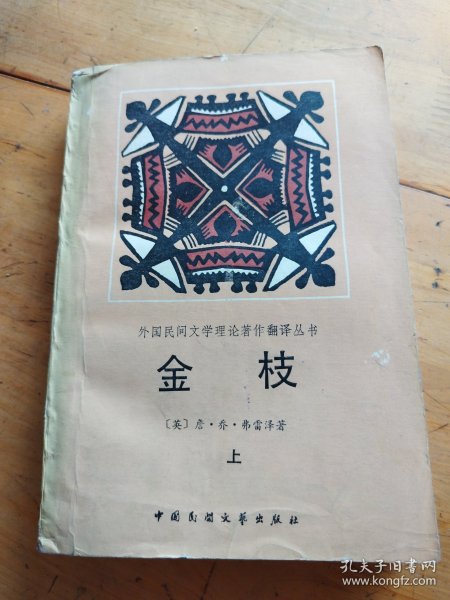 外国民间文学理论著作翻译丛书
金枝
〔英〕詹·乔·弗雷泽著
上
中国民间文艺出版社
孔夫子旧书网
www.kongfz.com